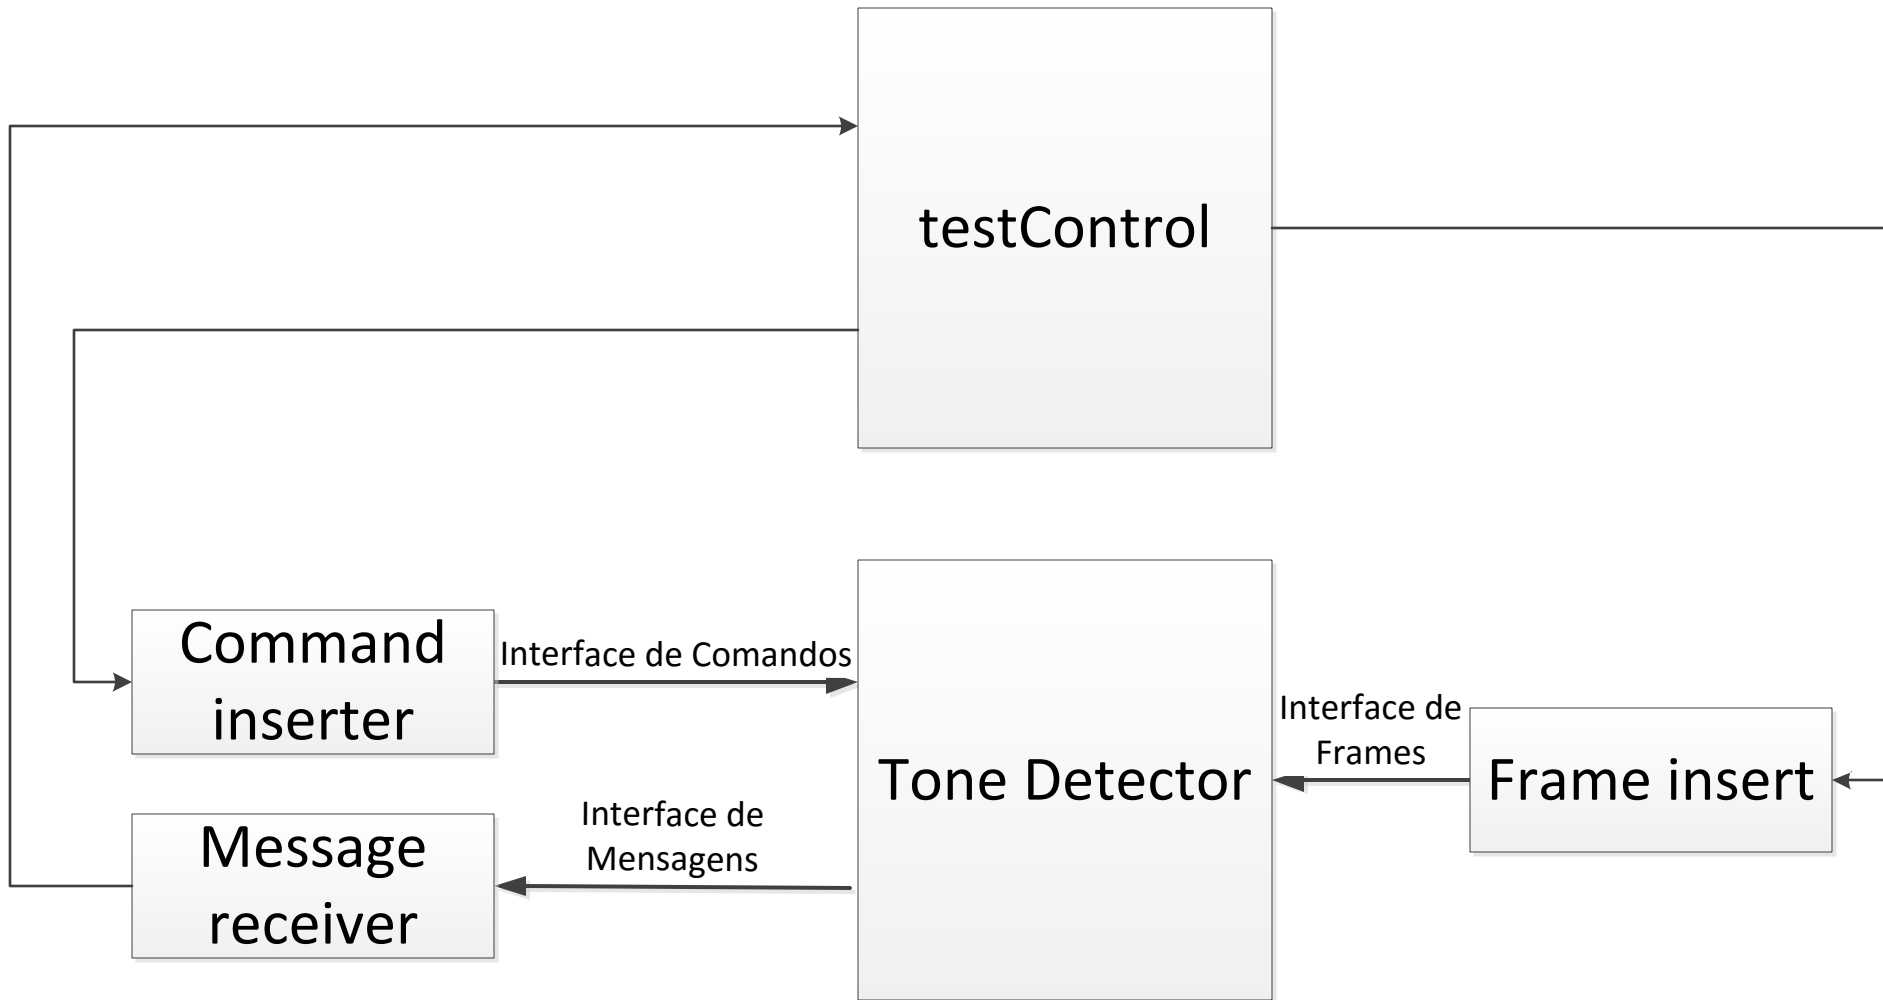 testControl
Command
inserter
Interface de Comandos
Tone Detector
Interface de
Frames
Frame insert
Message
receiver
Interface de
Mensagens